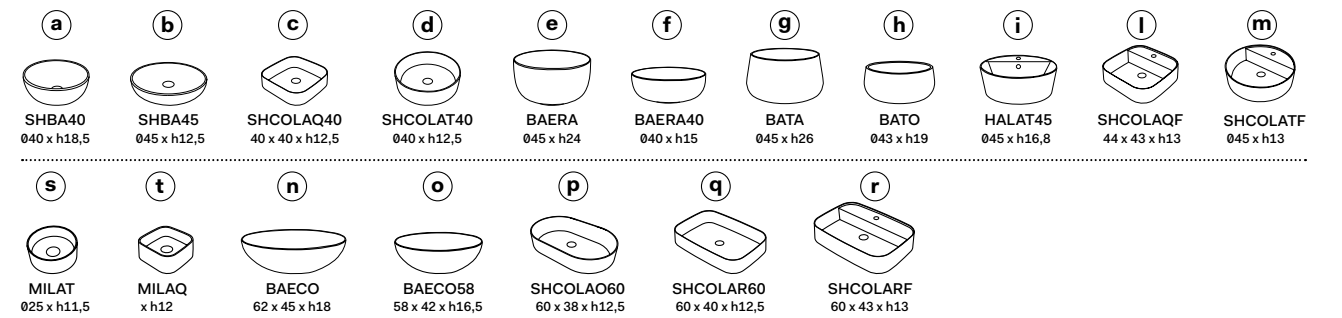 a b c d e f g h i l m
SHBA40 SHBA45 SHCOLAQ40 SHCOLAT40 BAERA BAERA40 BATA BATO HALAT45 SHCOLAQF SHCOLATF
Ø40 x h18,5 Ø45 x h12,5 40 x 40 x h12,5 Ø40 x h12,5 Ø45 x h24 Ø40 x h15 Ø45 x h26 Ø43 x h19 Ø45 x h16,8 44 x 43 x h13 Ø45 x h13
s t n o p q r
MILAT MILAQ BAECO BAECO58 SHCOLAO60 SHCOLAR60 SHCOLARF
Ø25 x h11,5 x h12 62 x 45 x h18 58 x 42 x h16,5 60 x 38 x h12,5 60 x 40 x h12,5 60 x 43 x h13